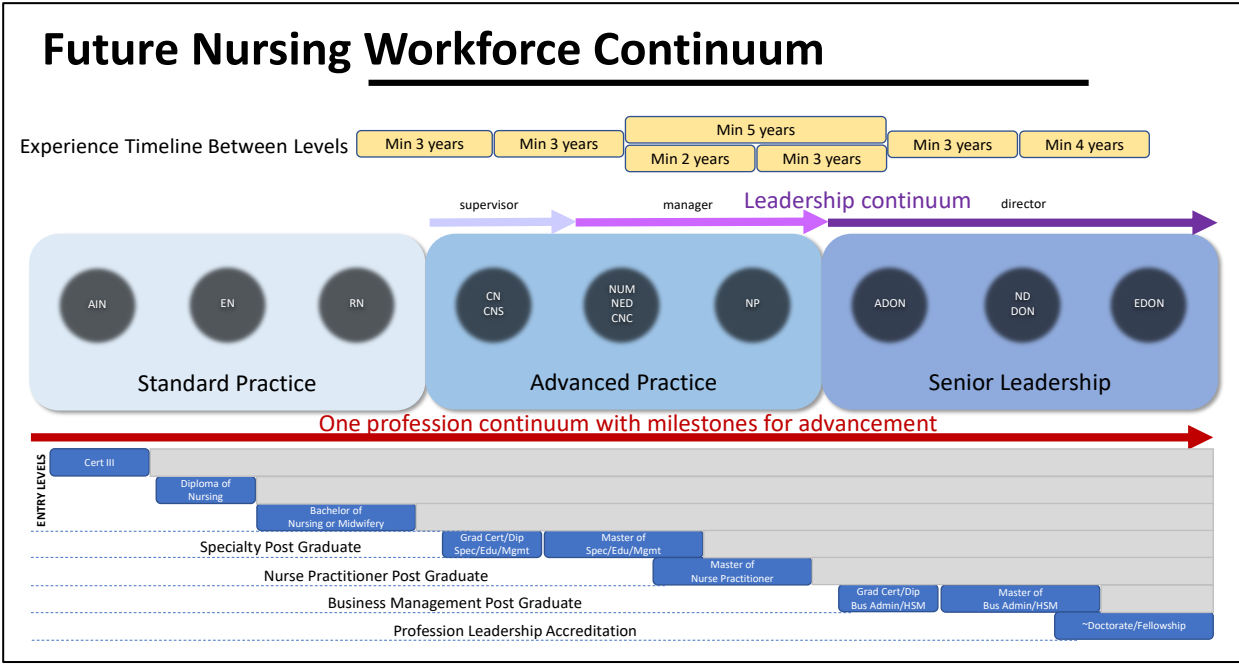 Future Nursing Workforce Continuum
Experience Timeline Between Levels
Min 3 years
Min 3 years
Min 5 years
Min 2 years
Min 3 years
Min 3 years
Min 4 years
supervisor
manager
Leadership continuum
director
AIN
EN
RN
CN
CNS
NUM
NED
CNC
NP
ADON
ND
DON
EDON
Standard Practice
Advanced Practice
Senior Leadership
One profession continuum with milestones for advancement
ENTRY LEVELS
Cert III
Diploma of
Nursing
Bachelor of
Nursing or Midwifery
Specialty Post Graduate
Grad Cert/Dip
Spec/Edu/Mgmt
Master of
Spec/Edu/Mgmt
Nurse Practitioner Post Graduate
Master of
Nurse Practitioner
Business Management Post Graduate
Grad Cert/Dip
Bus Admin/HSM
Master of
Bus Admin/HSM
Profession Leadership Accreditation
~Doctorate/Fellowship